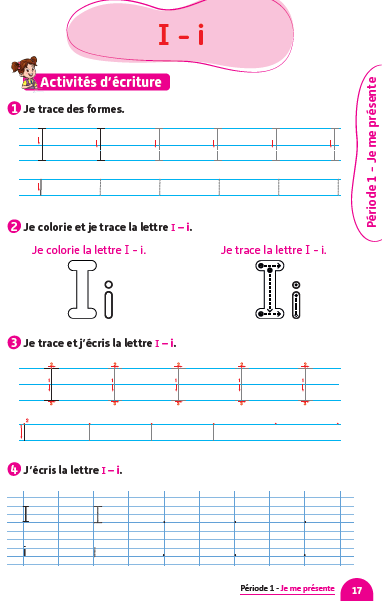 I - i
Activités d'écriture
1 Je trace des formes.
2 Je colorie et je trace la lettre I – i.
Je colorie la lettre I - i.
Je trace la lettre I - i.
I i
I i
3 Je trace et j'écris la lettre I – i.
4 J'écris la lettre I – i.
I I
i i
Période 1 - Je me présente
Période 1 - Je me présente
17